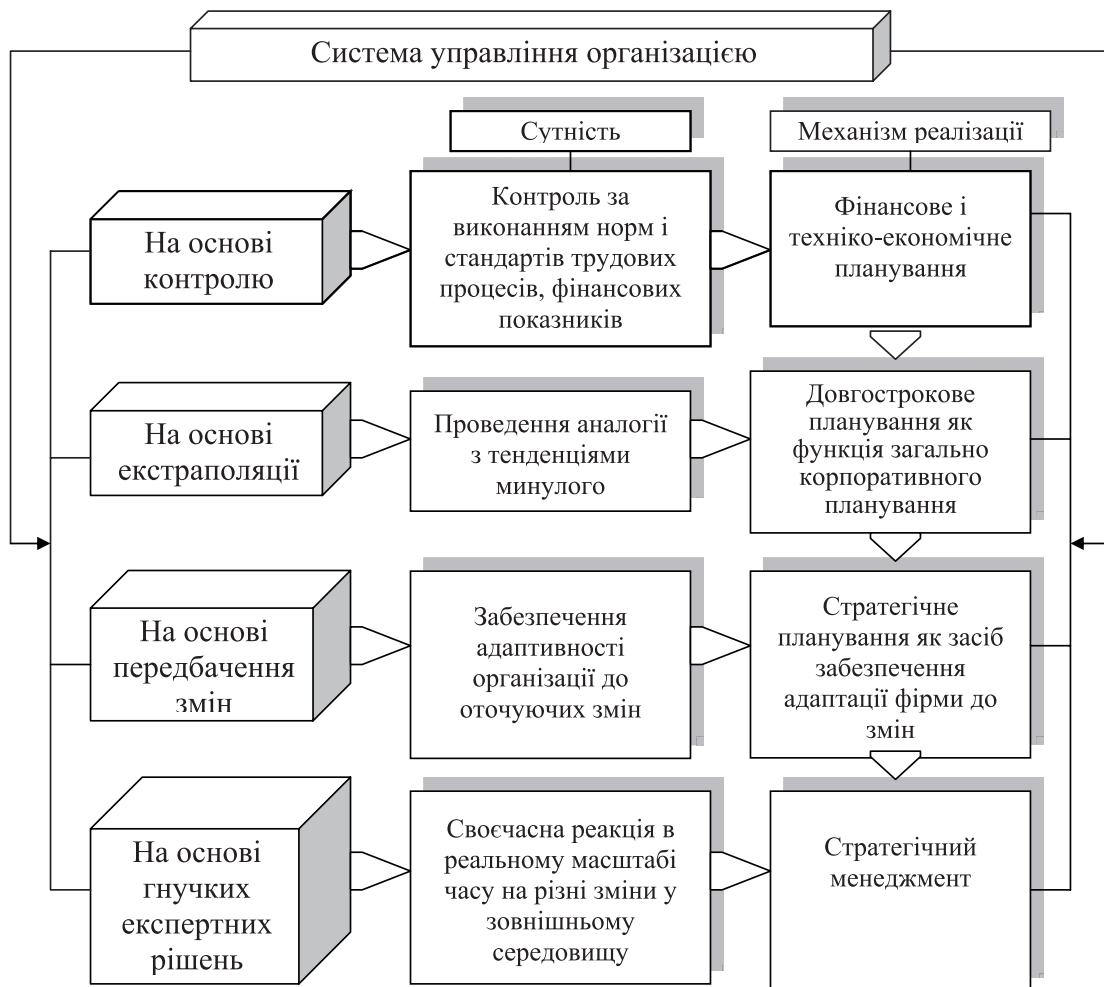 Система управління організацією
Сутність
Механізм реалізації
На основі
контролю
Контроль за
виконанням норм і
стандартів трудових
процесів, фінансових
показників
Фінансове і
техніко-економічне
планування
На основі
екстраполяції
Проведення аналогії
з тенденціями
минулого
Довгострокове
планування як
функція загально
корпоративного
планування
На основі
передбачення
змін
Забезпечення
адаптивності
організації до
оточуючих змін
Стратегічне
планування як засіб
забезпечення
адаптації фірми до
змін
На основі
гнучких
експертних
рішень
Своєчасна реакція в
реальному масштабі
часу на різні зміни у
зовнішньому
середовищу
Стратегічний
менеджмент